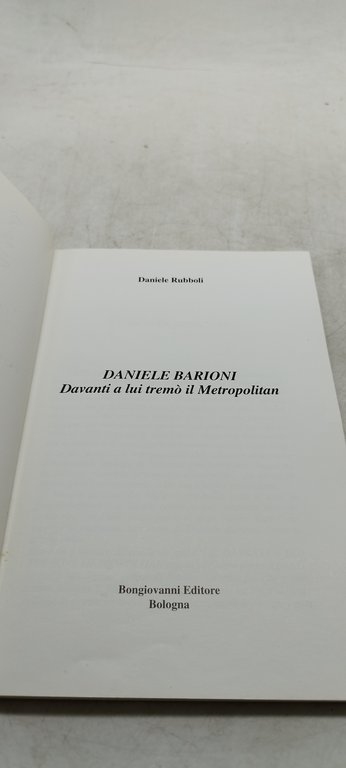 Daniele Rubboli
DANIELE BARIONI
Davanti a lui tremò il Metropolitan
Bongiovanni Editore
Bologna